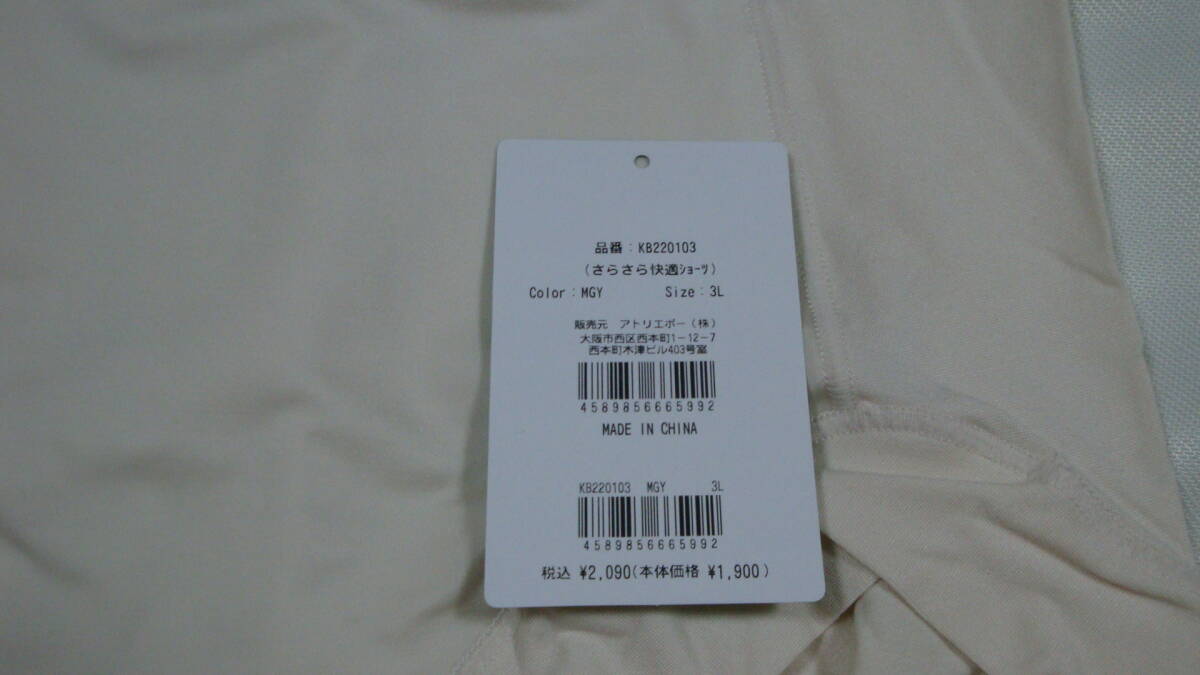 品番：KB220103
(さらさら快適ｼｮｰﾂ)
Color：MGY Size：3L
販売元 アトリエボー(株)
大阪市西区西本町1-12-7
西本町木津ビル403号室
4589856665992
MADE IN CHINA
KB220103 MGY 3L
4589856665992
税込 ¥2,090(本体価格 ¥1,900)